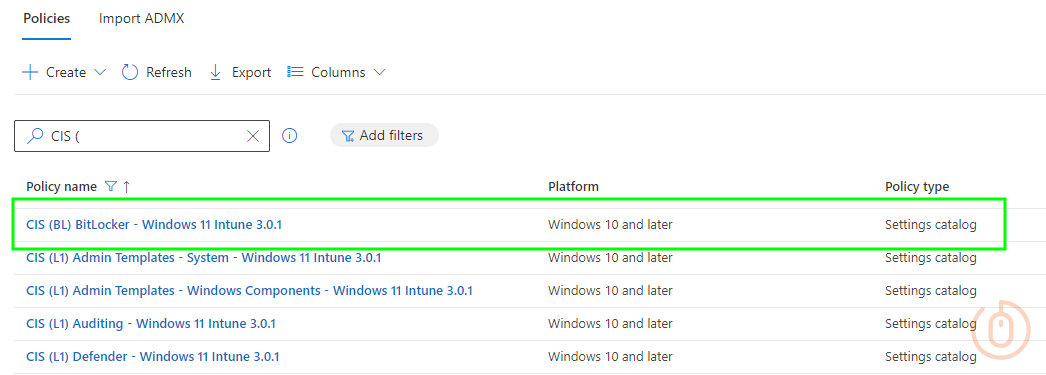 Policies Import ADMX
Create Refresh Export Columns
CIS ( Add filters
Policy name Platform Policy type
CIS (BL) BitLocker - Windows 11 Intune 3.0.1 Windows 10 and later Settings catalog
CIS (L1) Admin Templates - System - Windows 11 Intune 3.0.1 Windows 10 and later Settings catalog
CIS (L1) Admin Templates - Windows Components - Windows 11 Intune 3.0.1 Windows 10 and later Settings catalog
CIS (L1) Auditing - Windows 11 Intune 3.0.1 Windows 10 and later Settings catalog
CIS (L1) Defender - Windows 11 Intune 3.0.1 Windows 10 and later Settings catalog